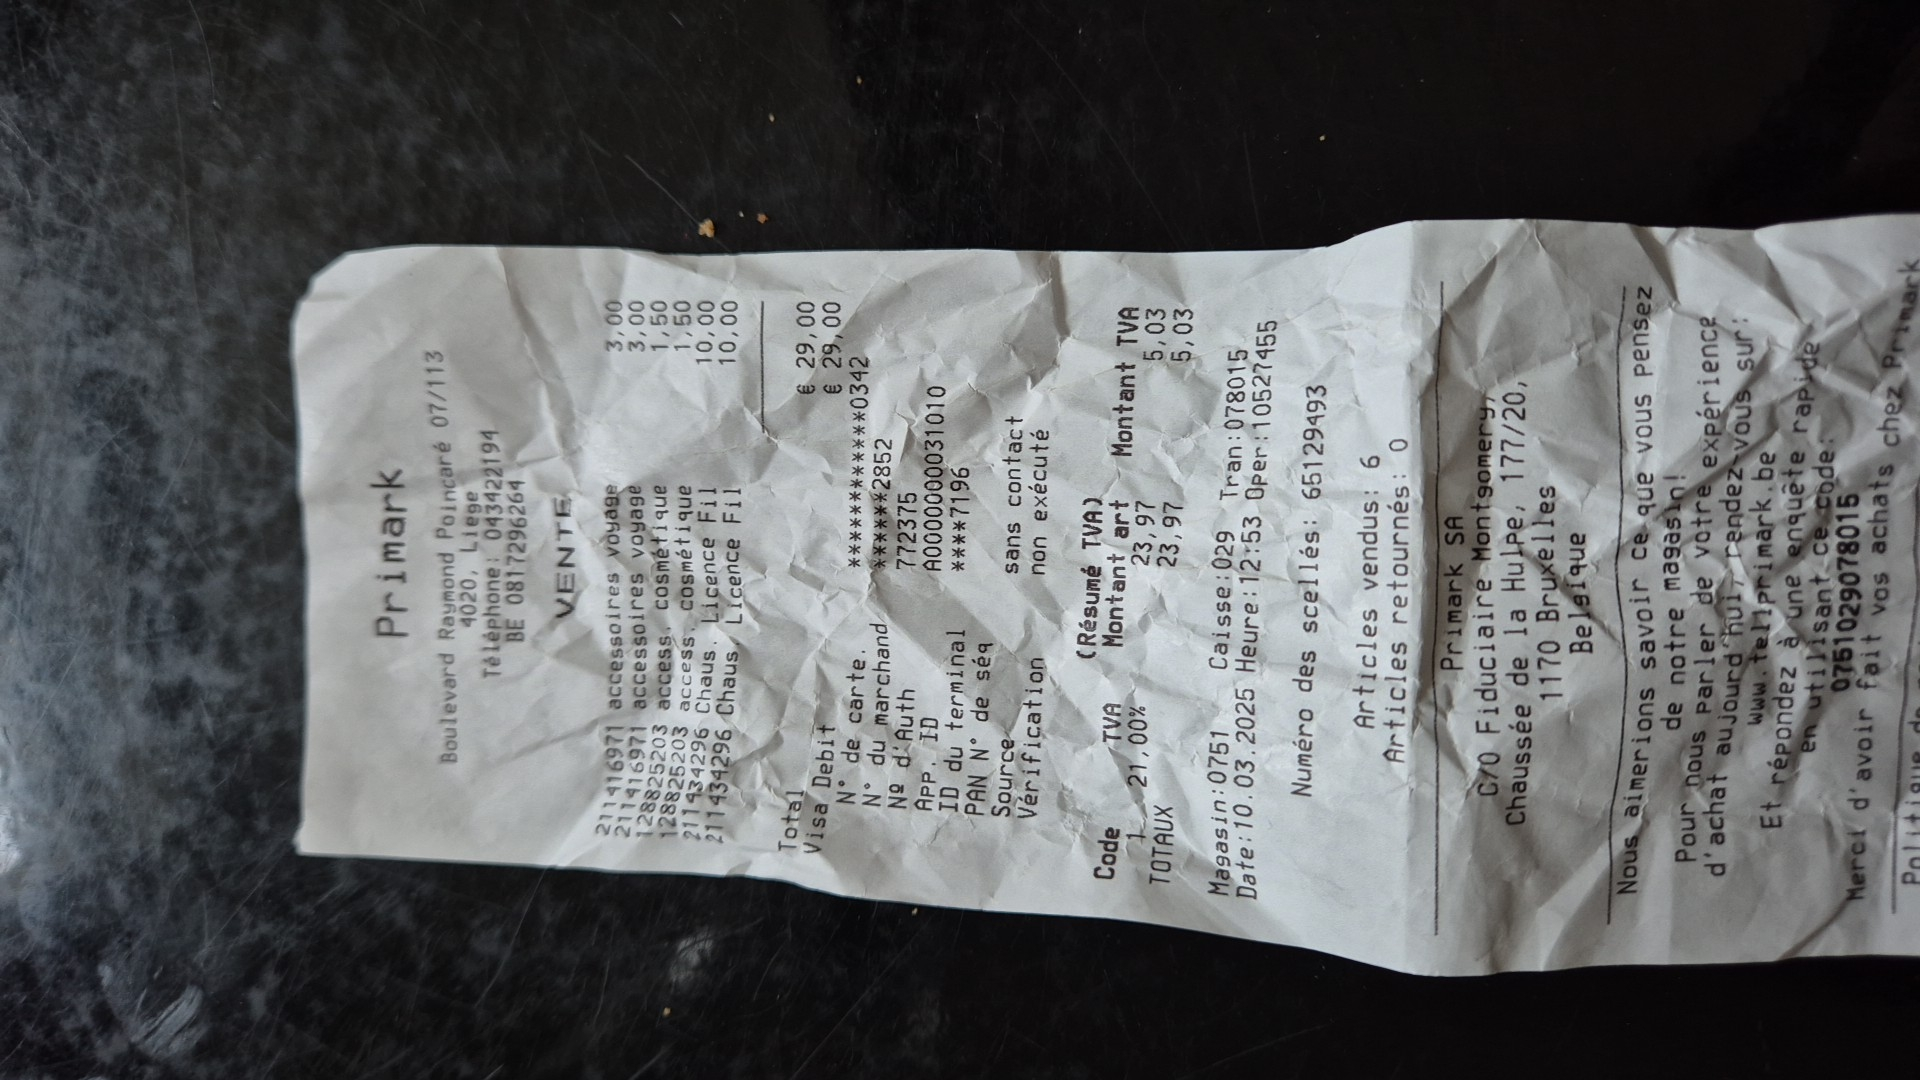 Primark
Boulevard Raymond Poincaré 07/113
4020, Liege
Téléphone: 043422194
BE 0817296264
VENTE
211416971 accessoires voyage 3,00
211416971 accessoires voyage 3,00
128825203 access. cosmétique 1,50
128825203 access. cosmétique 1,50
211434296 Chaus. Licence Fil 10,00
211434296 Chaus. Licence Fil 10,00
Total € 29,00
Visa Debit € 29,00
N° de carte. ***************0342
N° du marchand ******2852
Nº d'Auth 772375
APP. ID A0000000031010
ID du terminal ****7196
PAN N° de séq
Source sans contact
Vérification non exécuté
(Résumé TVA)
Code TVA Montant art Montant TVA
1 21,00% 23,97 5,03
TOTAUX 23,97 5,03
Magasin:0751 Caisse:029 Tran:078015
Date:10.03.2025 Heure:12:53 Oper:10527455
Numéro des scellés: 65129493
Articles vendus: 6
Articles retournés: 0
Primark SA
C/O Fiduciaire Montgomery,
Chaussée de la Hulpe, 177/20,
1170 Bruxelles
Belgique
Nous aimerions savoir ce que vous pensez
de notre magasin!
Pour nous parler de votre expérience
d'achat aujourd'hui, rendez-vous sur:
www.tellprimark.be
Et répondez à une enquête rapide
en utilisant ce code:
075102907801​5
Merci d'avoir fait vos achats chez Primark
Politique de